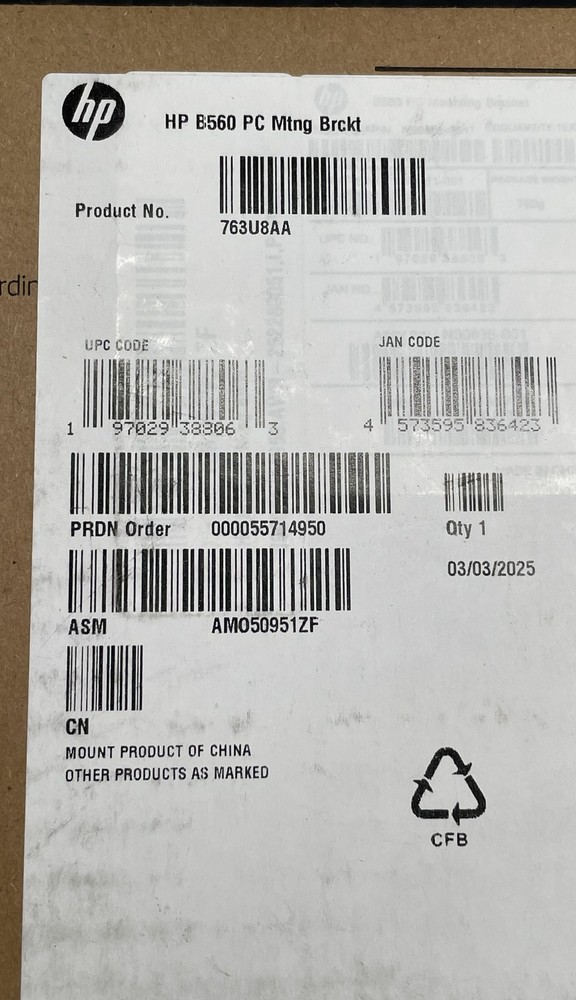 hp
HP B560 PC Mtng Brckt
Product No.
763U8AA
rdin
UPC CODE
JAN CODE
1 97029 38806 3
4 573595 836423
PRDN Order 000055714950
Qty 1
03/03/2025
ASM AMO50951ZF
CN
MOUNT PRODUCT OF CHINA
OTHER PRODUCTS AS MARKED
CFB